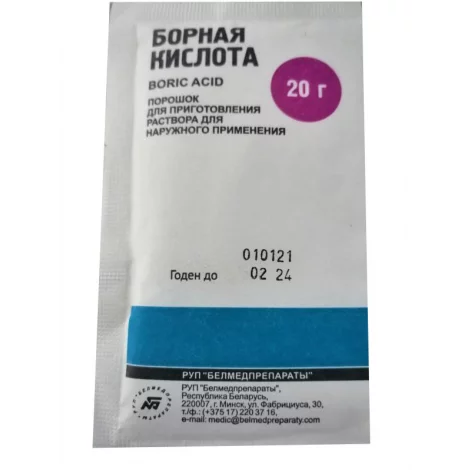 БОРНАЯ
КИСЛОТА
BORIC ACID
20 г
ПОРОШОК
ДЛЯ ПРИГОТОВЛЕНИЯ
РАСТВОРА ДЛЯ
НАРУЖНОГО ПРИМЕНЕНИЯ
010121
Годен до 02 24
РУП "БЕЛМЕДПРЕПАРАТЫ"
РУП "Белмедпрепараты",
Республика Беларусь,
220007, г. Минск, ул. Фабрициуса, 30,
т./ф.: (+375 17) 220 37 16,
e-mail: medic@belmedpreparaty.com